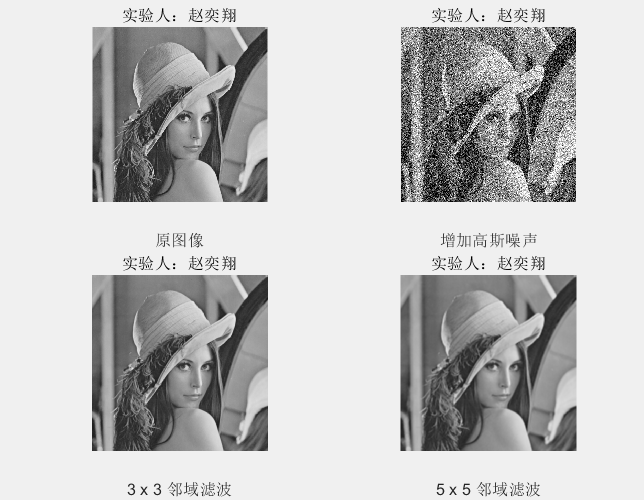 实验人：赵奕翔
实验人：赵奕翔
原图像
增加高斯噪声
实验人：赵奕翔
实验人：赵奕翔
3 x 3 邻域滤波
5 x 5 邻域滤波